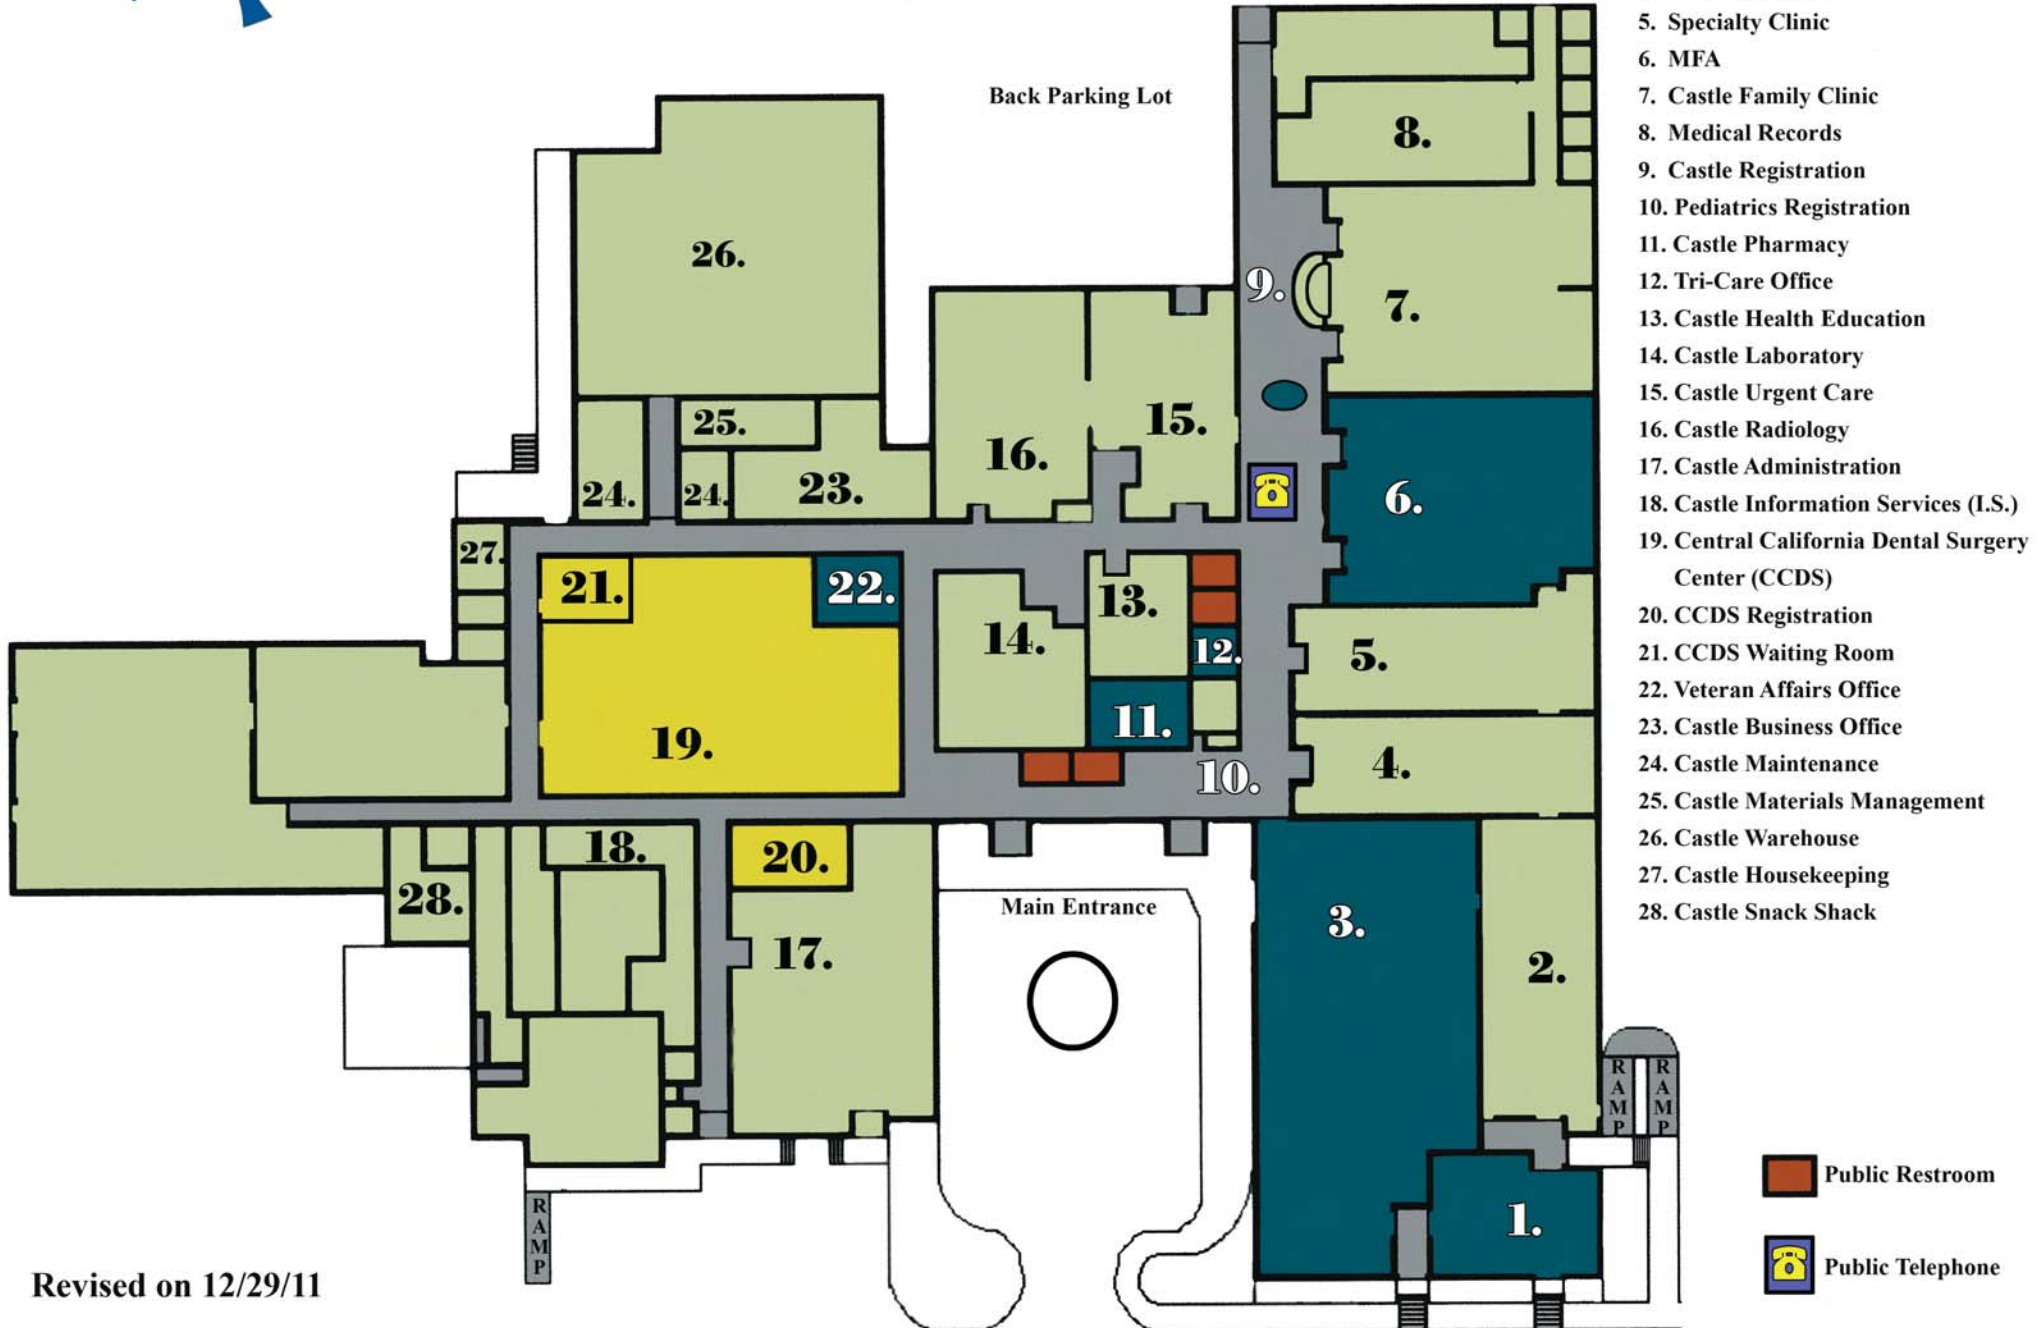 5. Specialty Clinic
6. MFA
7. Castle Family Clinic
8. Medical Records
9. Castle Registration
10. Pediatrics Registration
11. Castle Pharmacy
12. Tri-Care Office
13. Castle Health Education
14. Castle Laboratory
15. Castle Urgent Care
16. Castle Radiology
17. Castle Administration
18. Castle Information Services (I.S.)
19. Central California Dental Surgery
Center (CCDS)
20. CCDS Registration
21. CCDS Waiting Room
22. Veteran Affairs Office
23. Castle Business Office
24. Castle Maintenance
25. Castle Materials Management
26. Castle Warehouse
27. Castle Housekeeping
28. Castle Snack Shack
Back Parking Lot
8.
26.
9.
7.
25.
15.
16.
24.
24.
23.
6.
27.
21.
22.
13.
14.
12.
5.
11.
19.
10.
4.
18.
20.
28.
Main Entrance
3.
17.
2.
RAMP
RAMP
1.
RAMP
Public Restroom
Public Telephone
Revised on 12/29/11